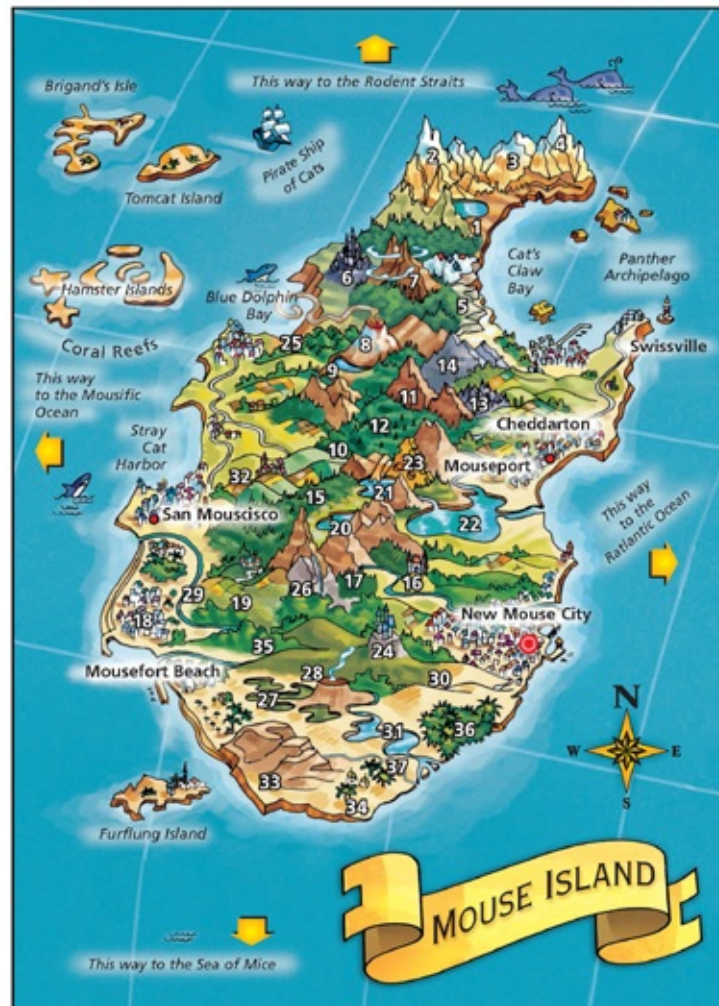 This way to the Rodent Straits
Brigand's Isle
Pirate Ship
of Cats
Tomcat Island
2
3
4
1
Cat's
Claw
Bay
Panther
Archipelago
Hamster Islands
Blue Dolphin
Bay
6
7
5
Coral Reefs
25
8
Swissville
This way
to the Mousific
Ocean
9
14
11
13
Stray
Cat
Harbor
12
Cheddarton
10
23
Mouseport
32
15
21
San Mouscisco
20
22
This way
to the
Ratlantic Ocean
29
19
26
17
16
18
New Mouse City
35
24
Mousefort Beach
28
30
27
31
36
N
W
E
S
33
37
34
Furflung Island
MOUSE ISLAND
This way to the Sea of Mice